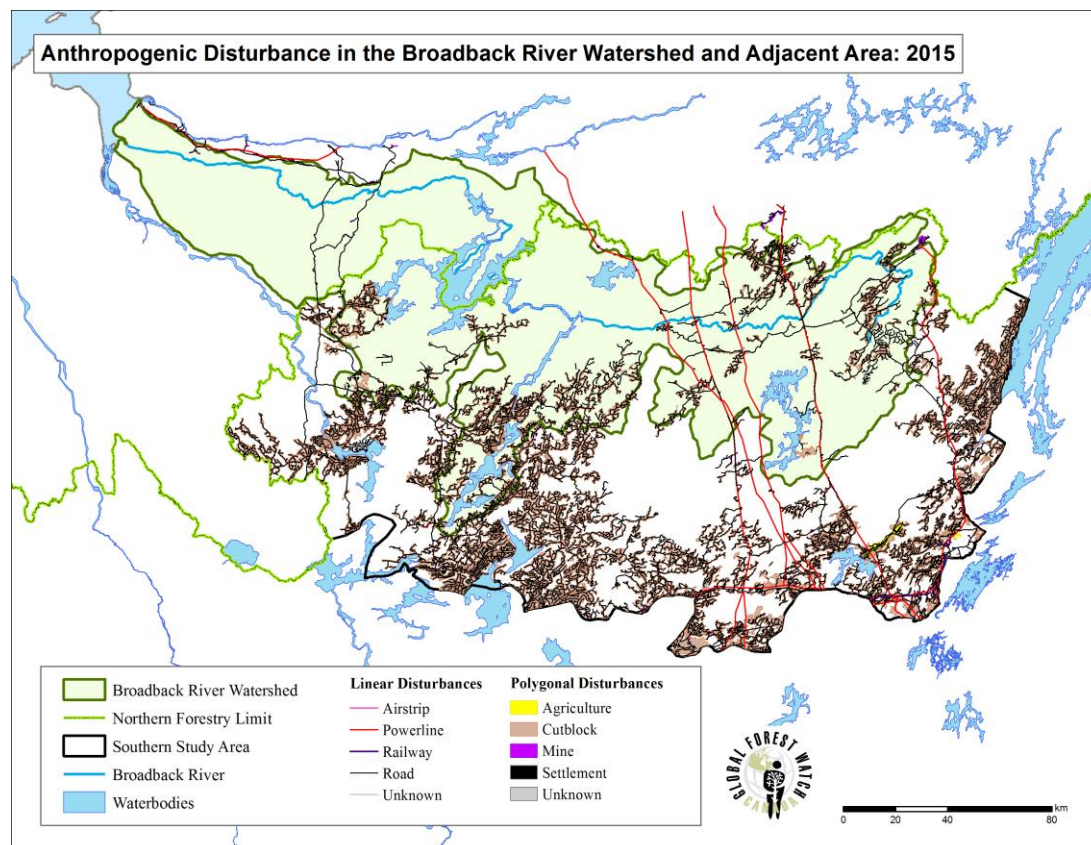 Anthropogenic Disturbance in the Broadback River Watershed and Adjacent Area: 2015
Broadback River Watershed
Northern Forestry Limit
Southern Study Area
Broadback River
Waterbodies
Linear Disturbances
Airstrip
Powerline
Railway
Road
Unknown
Polygonal Disturbances
Agriculture
Cutblock
Mine
Settlement
Unknown
GLOBAL FOREST WATCH
CANADA
km
0 20 40 60 80